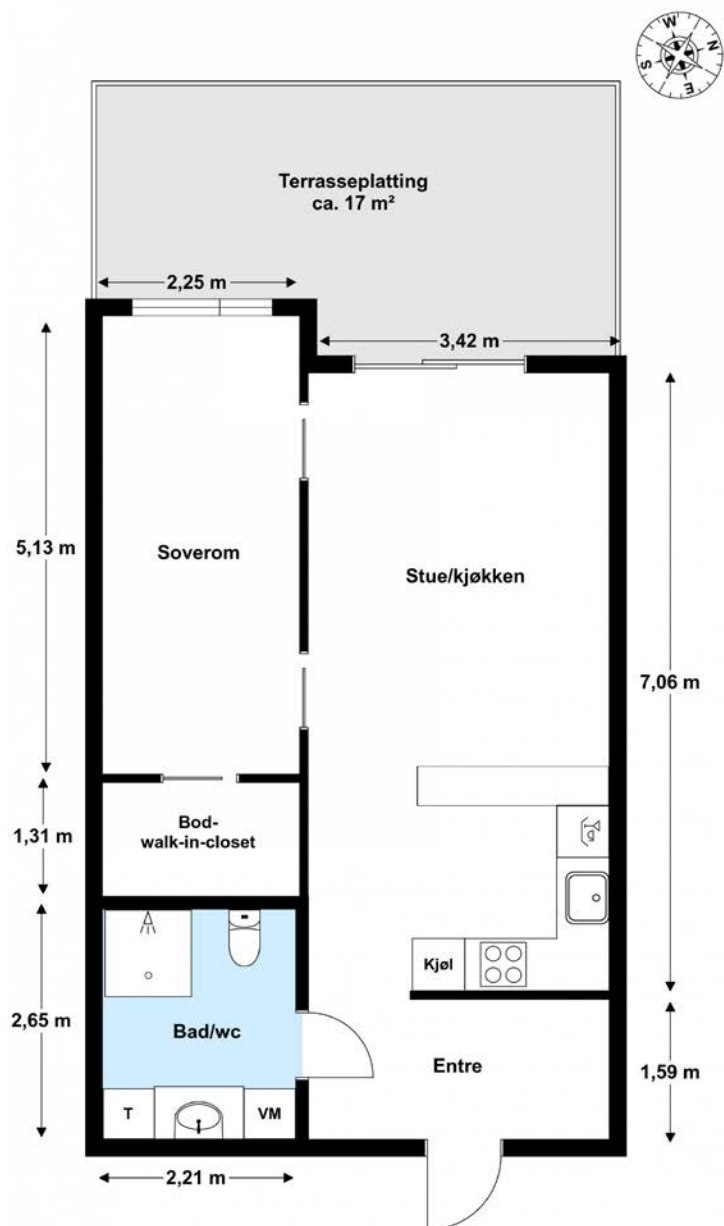 W
N
S
E
Terrasseplatting
ca. 17 m²
2,25 m
3,42 m
5,13 m
Soverom
Stue/kjøkken
7,06 m
1,31 m
Bod-
walk-in-closet
Kjøl
2,65 m
Bad/wc
Entre
1,59 m
T
VM
2,21 m